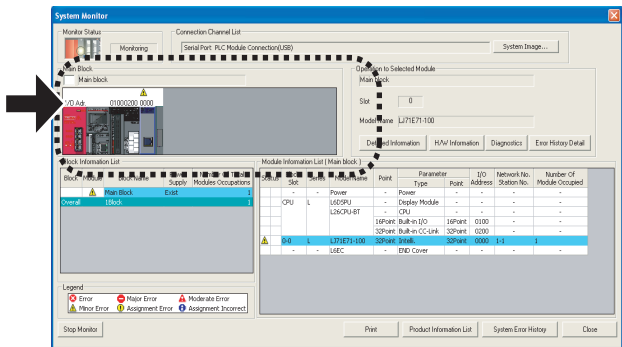 System Monitor
Monitor Status
Monitoring
Connection Channel List
Serial Port PLC Module Connection(USB)
System Image...
Main Block
Main block
I/O Adr. 01000200 0000
Operation to Selected Module
Main block
Slot 0
Model Name LJ71E71-100
Detailed Information
H/W Information
Diagnostics
Error History Detail
Block Information List
Block Module Block Name Power Supply Number Of Total Modules Occupations
Main Block Exist 1
Overall 1Block 1
Module Information List ( Main block )
Status Block-Slot Series Model Name Point Parameter Type Point I/O Address Network No. Station No. Number Of Module Occupied
- - Power - Power - - - -
CPU L L6DSPU - Display Module - - - -
L26CPU-BT - CPU - - - -
16Point Built-in I/O 16Point 0100 - -
32Point Built-in CC-Link 32Point 0200 - -
0-0 L LJ71E71-100 32Point Intelli. 32Point 0000 1-1 1
- - L6EC - END Cover - - - -
Legend
Error Major Error Moderate Error
Minor Error Assignment Error Assignment Incorrect
Stop Monitor
Print
Product Information List
System Error History
Close